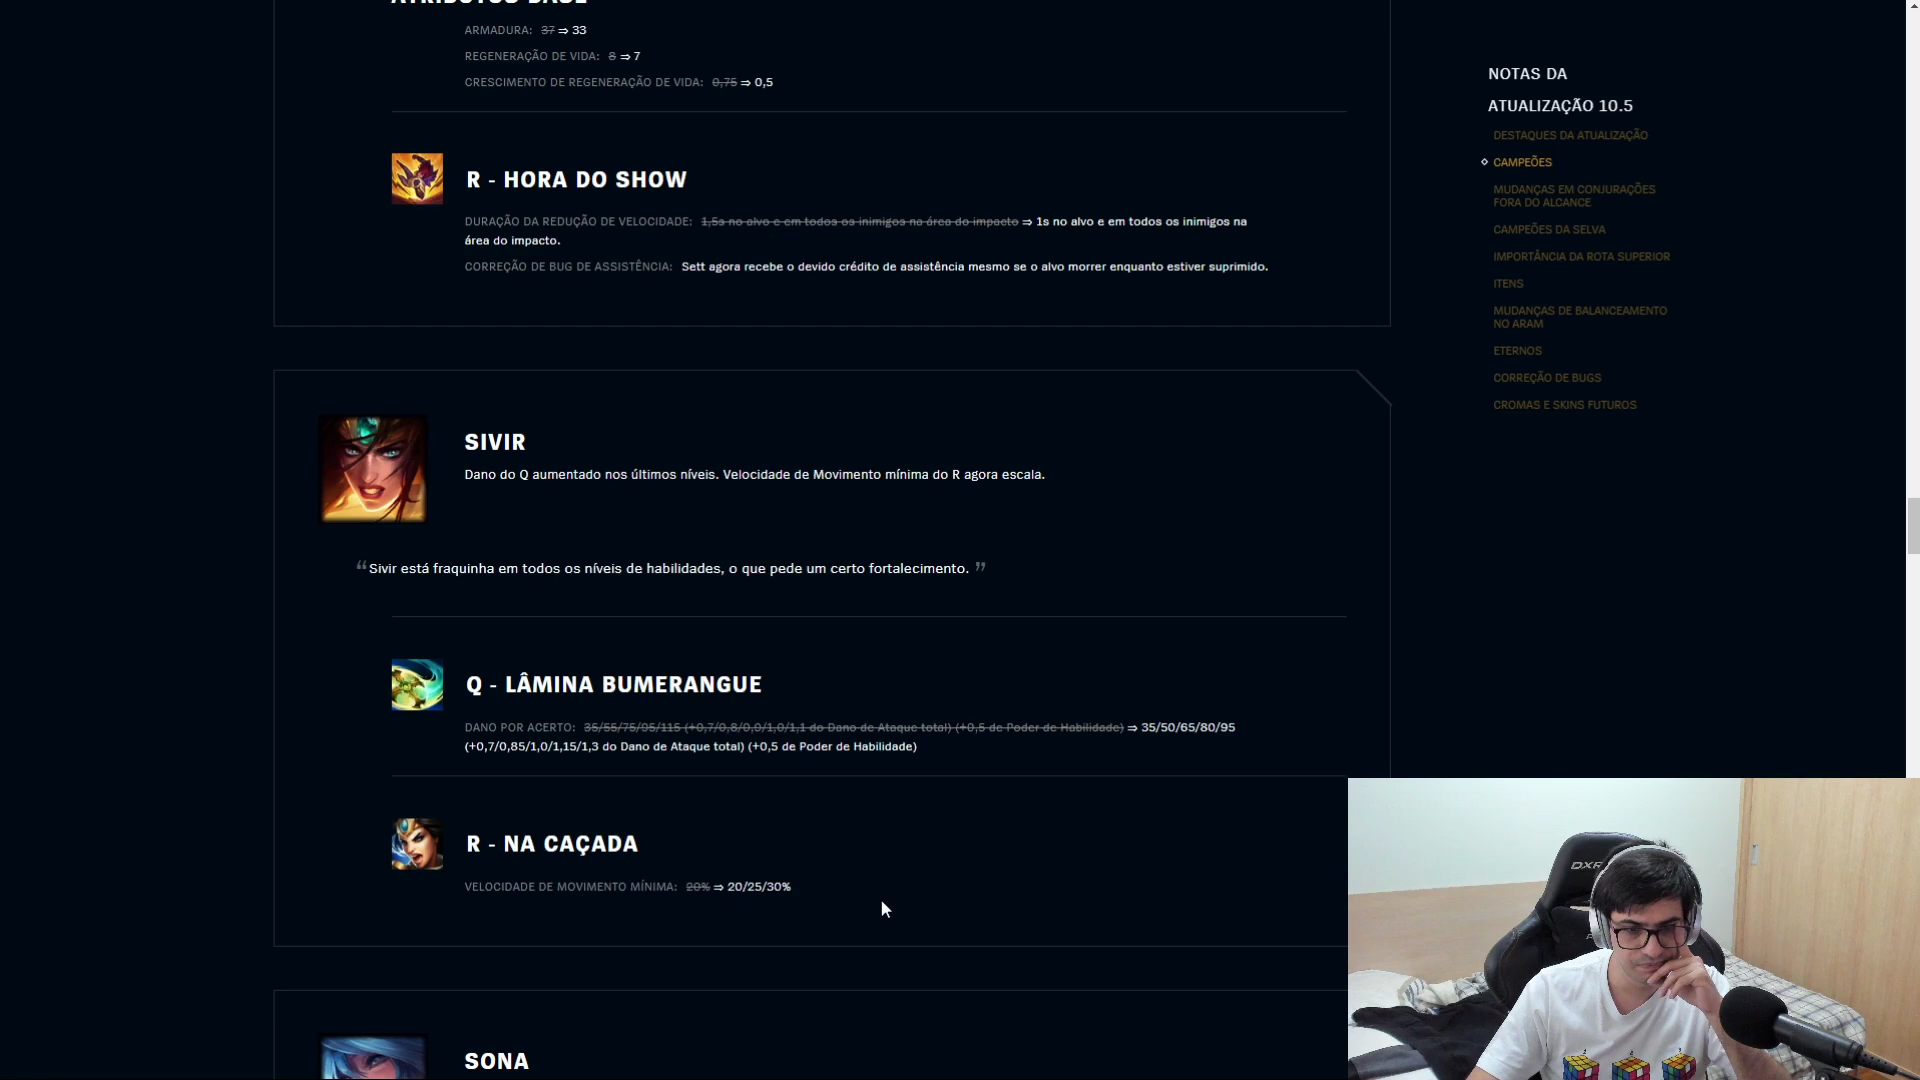 ATRIBUTOS BASE
ARMADURA: 37 ⇒ 33
REGENERAÇÃO DE VIDA: 8 ⇒ 7
CRESCIMENTO DE REGENERAÇÃO DE VIDA: 0,75 ⇒ 0,5
R - HORA DO SHOW
DURAÇÃO DA REDUÇÃO DE VELOCIDADE: 1,5s no alvo e em todos os inimigos na área do impacto ⇒ 1s no alvo e em todos os inimigos na
área do impacto.
CORREÇÃO DE BUG DE ASSISTÊNCIA: Sett agora recebe o devido crédito de assistência mesmo se o alvo morrer enquanto estiver suprimido.
SIVIR
Dano do Q aumentado nos últimos níveis. Velocidade de Movimento mínima do R agora escala.
“Sivir está fraquinha em todos os níveis de habilidades, o que pede um certo fortalecimento. ”
Q - LÂMINA BUMERANGUE
DANO POR ACERTO: 35/55/75/95/115 (+0,7/0,8/0,9/1,0/1,1 do Dano de Ataque total) (+0,5 de Poder de Habilidade) ⇒ 35/50/65/80/95
(+0,7/0,85/1,0/1,15/1,3 do Dano de Ataque total) (+0,5 de Poder de Habilidade)
R - NA CAÇADA
VELOCIDADE DE MOVIMENTO MÍNIMA: 20% ⇒ 20/25/30%
SONA
NOTAS DA
ATUALIZAÇÃO 10.5
DESTAQUES DA ATUALIZAÇÃO
CAMPEÕES
MUDANÇAS EM CONJURAÇÕES
FORA DO ALCANCE
CAMPEÕES DA SELVA
IMPORTÂNCIA DA ROTA SUPERIOR
ITENS
MUDANÇAS DE BALANCEAMENTO
NO ARAM
ETERNOS
CORREÇÃO DE BUGS
CROMAS E SKINS FUTUROS